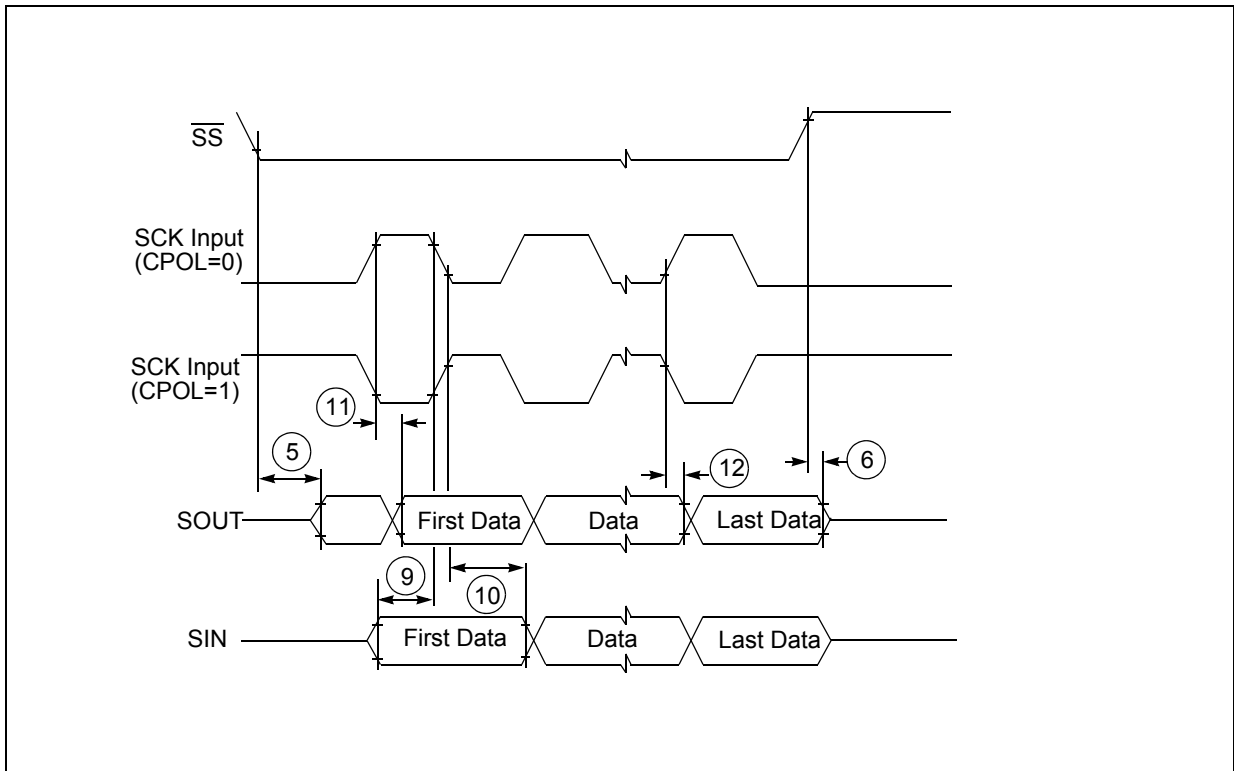 SS
SCK Input
(CPOL=0)
SCK Input
(CPOL=1)
11
5
12
6
SOUT
First Data
Data
Last Data
9
10
SIN
First Data
Data
Last Data